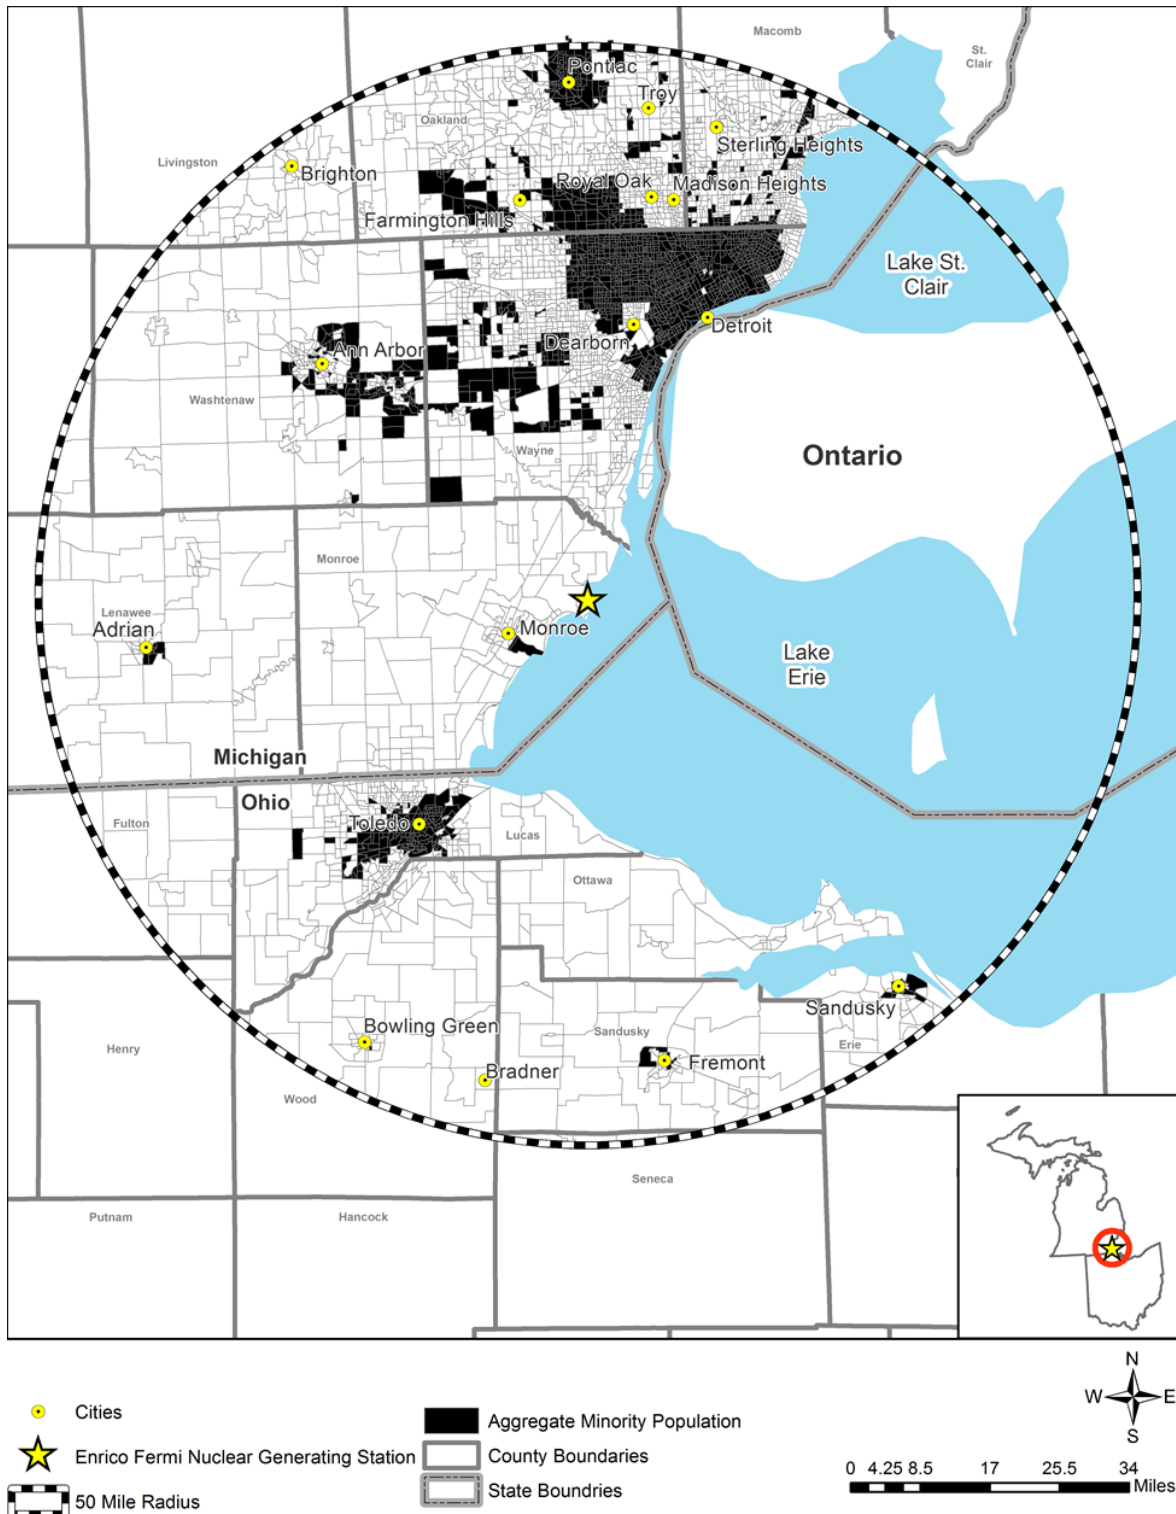 Macomb
St.
Clair
Pontiac
Troy
Oakland
Sterling Heights
Livingston
Brighton
Royal Oak
Madison Heights
Farmington Hills
Lake St.
Clair
Detroit
Dearborn
Ann Arbor
Washtenaw
Wayne
Ontario
Monroe
Lenawee
Adrian
Monroe
Lake
Erie
Michigan
Ohio
Fulton
Toledo
Lucas
Ottawa
Sandusky
Bowling Green
Sandusky
Erie
Henry
Fremont
Bradner
Wood
Seneca
Putnam
Hancock
N
W E
S
Cities
Enrico Fermi Nuclear Generating Station
50 Mile Radius
Aggregate Minority Population
County Boundaries
State Boundries
0 4.25 8.5 17 25.5 34
Miles